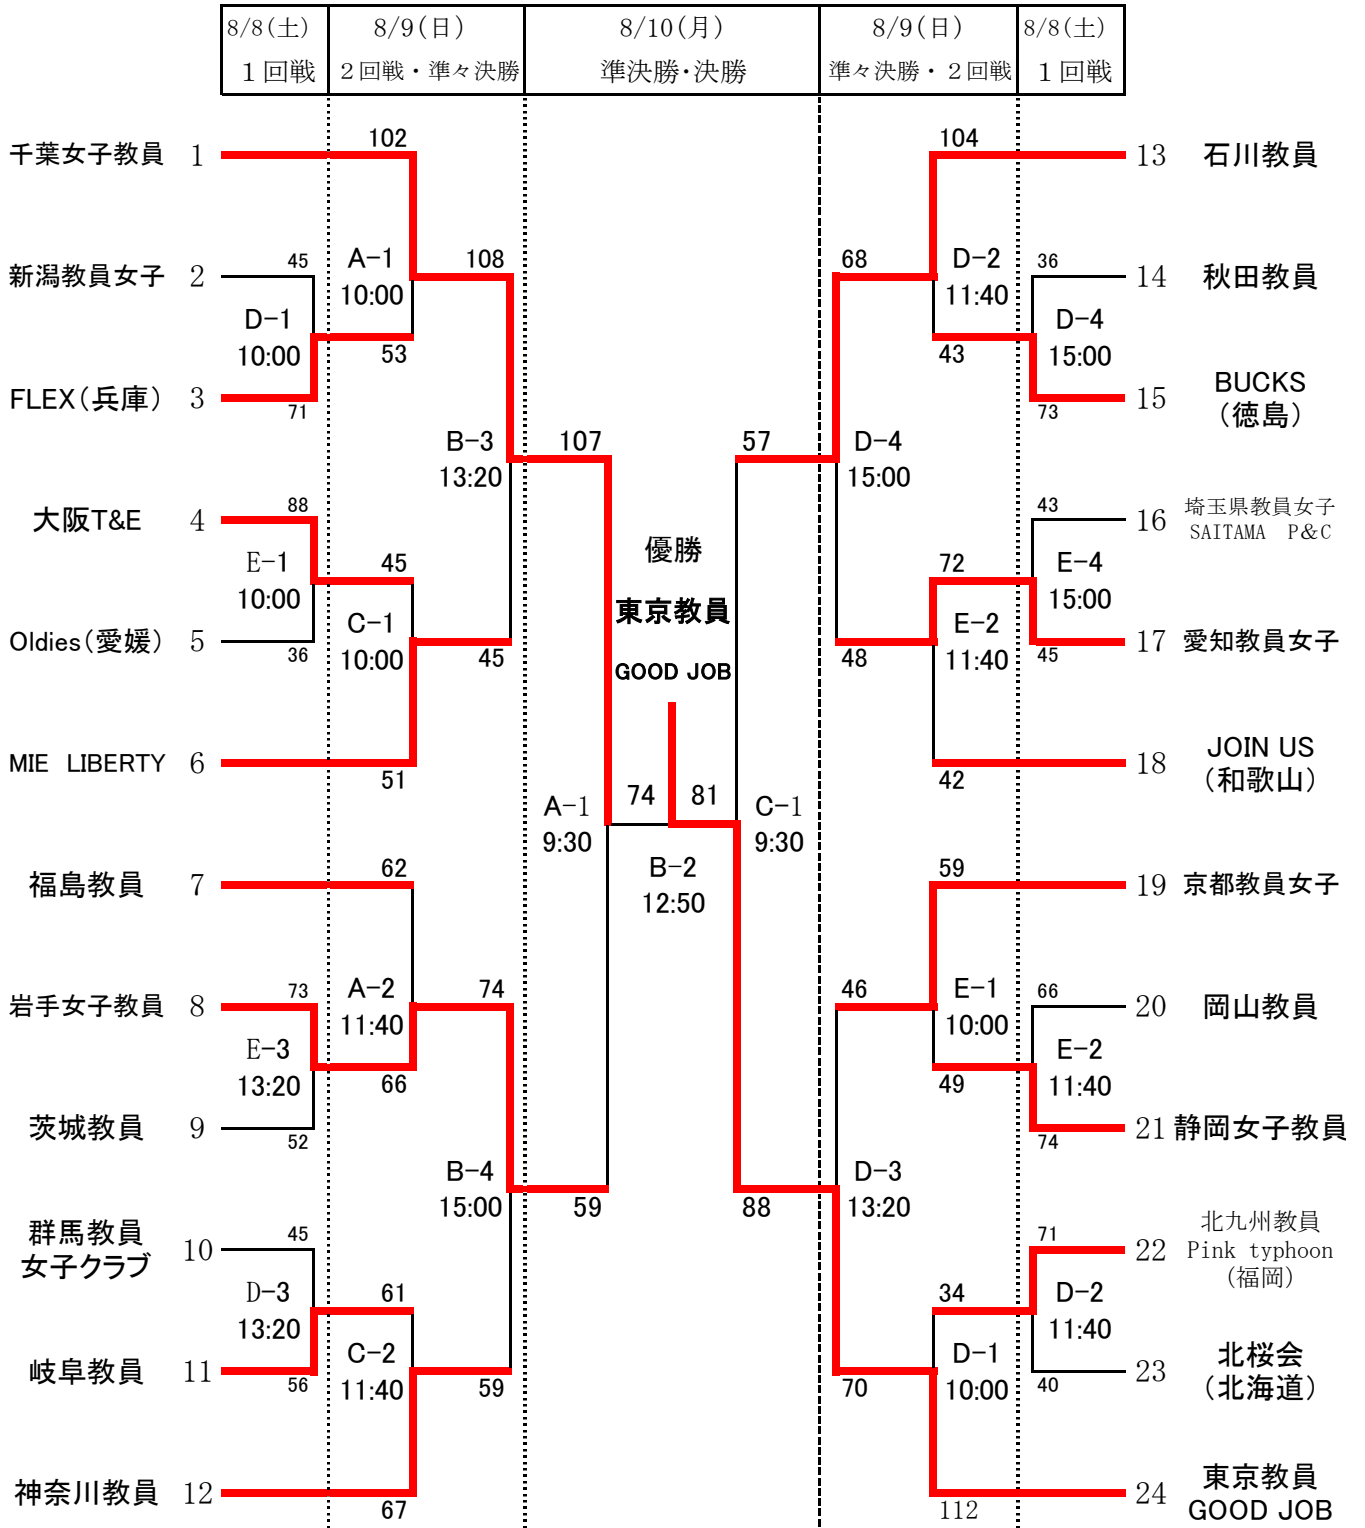 8/8(土) 8/9(日) 8/10(月) 8/9(日) 8/8(土)
1回戦 2回戦・準々決勝 準決勝・決勝 準々決勝・2回戦 1回戦
102 104
千葉女子教員 1 13 石川教員
45 A-1 108 68 D-2 36
新潟教員女子 2 14 秋田教員
10:00 11:40
D-1 D-4
10:00 53 43 15:00
FLEX(兵庫) 3 15 BUCKS
(徳島)
71 73
B-3 107 57 D-4
13:20 15:00
88 43
大阪T&E 4 16 埼玉県教員女子
SAITAMA P&C
E-1 45 優勝 72 E-4
10:00 15:00
東京教員
C-1 E-2
Oldies(愛媛) 5 17 愛知教員女子
36 10:00 45 48 11:40 45
GOOD JOB
MIE LIBERTY 6 18 JOIN US
(和歌山)
51 42
A-1 74 81 C-1
9:30 9:30
B-2
12:50
62 59
福島教員 7 19 京都教員女子
73 A-2 74 46 E-1 66
岩手女子教員 8 20 岡山教員
11:40 10:00
E-3 E-2
13:20 66 49 11:40
茨城教員 9 21 静岡女子教員
52 74
B-4 D-3
15:00 59 88 13:20
群馬教員
女子クラブ 10 45 71 22 北九州教員
Pink typhoon
(福岡)
D-3 61 34 D-2
13:20 11:40
C-2 D-1
岐阜教員 11 23 北桜会
(北海道)
56 11:40 59 70 10:00 40
神奈川教員 12 24 東京教員
GOOD JOB
67 112